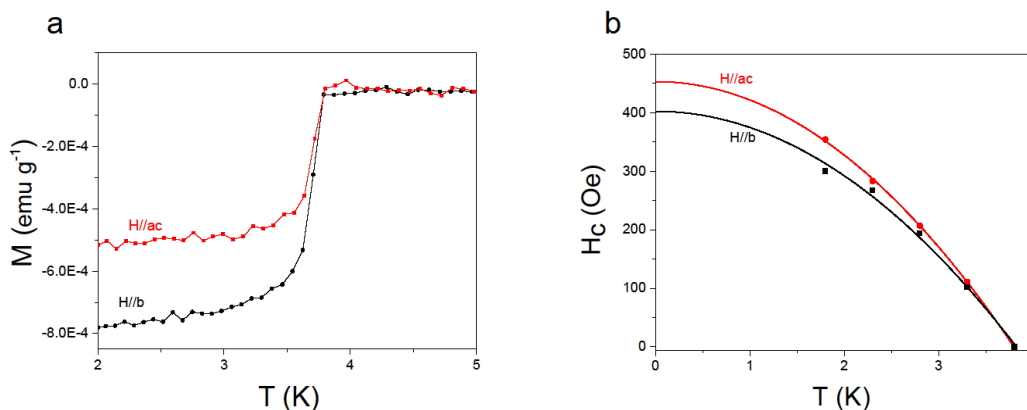 a
0.0
-2.0E-4
-4.0E-4
-6.0E-4
-8.0E-4
M (emu g⁻¹)
H//ac
H//b
2
3
4
5
T (K)
b
500
400
300
200
100
0
H_C (Oe)
H//ac
H//b
0
1
2
3
T (K)